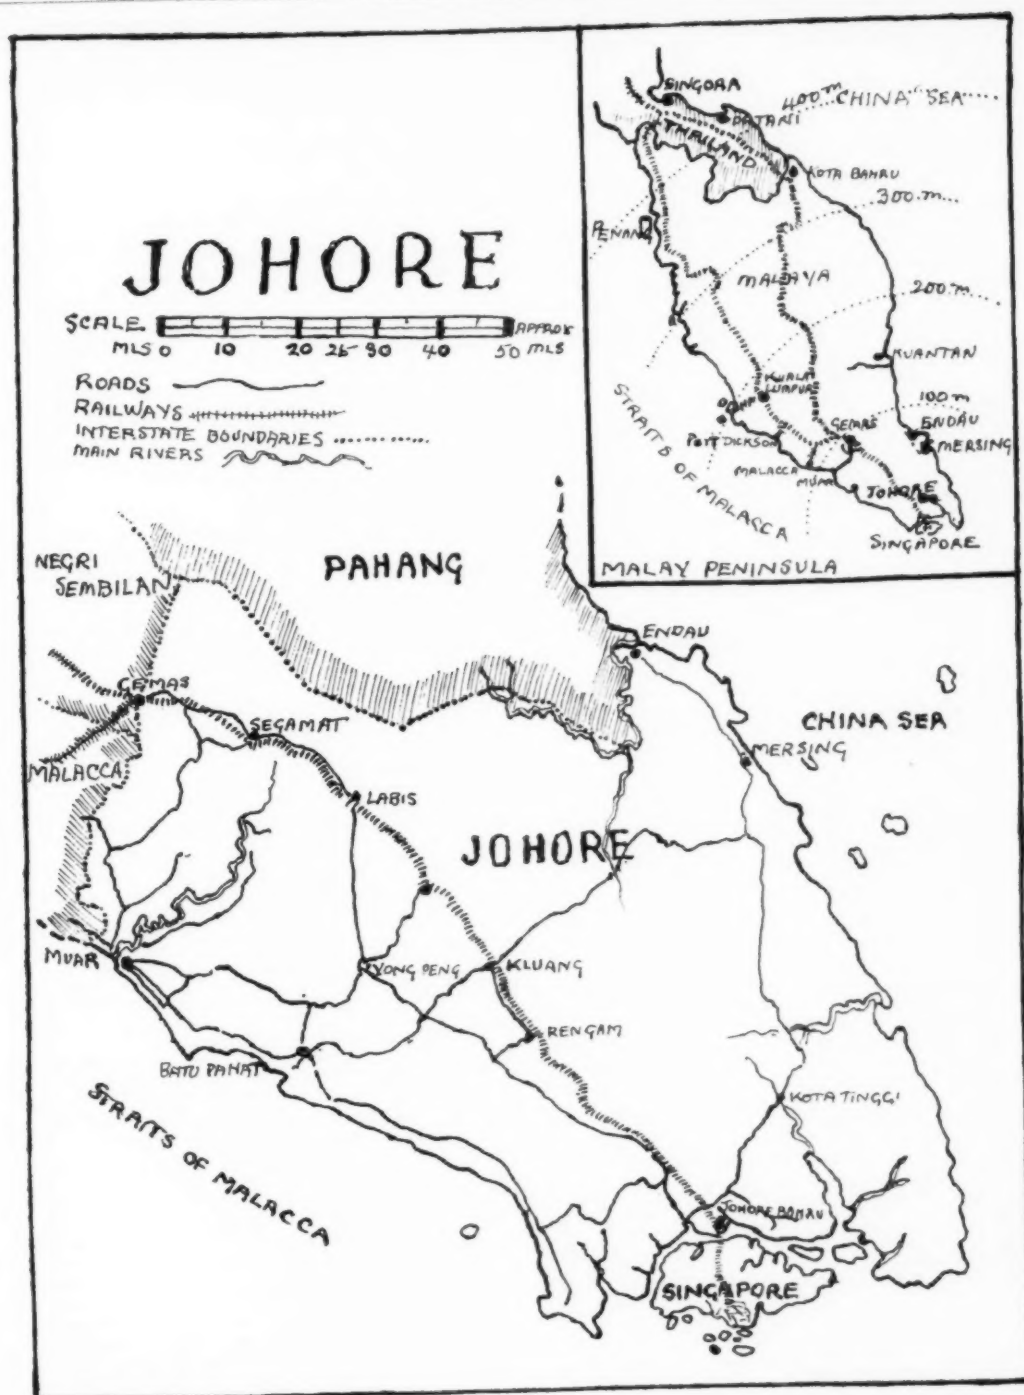 JOHORE
SCALE APPROX
MLS 0 10 20 25 30 40 50 MLS
ROADS
RAILWAYS
INTERSTATE BOUNDARIES
MAIN RIVERS
SINGORA
400 m CHINA SEA
PATANI
THAILAND
KOTA BAHRU
300.m
PENANG
MALAYA
200.m
KUANTAN
KUALA
LUMPUR
100 m
GEMAS
ENDAU
MERSING
PORT DICKSON
MALACCA
MUAR
JOHORE
SINGAPORE
STRAITS OF MALACCA
MALAY PENINSULA
NEGRI
SEMBILAN
PAHANG
ENDAU
GEMAS
SEGAMAT
CHINA SEA
MERSING
MALACCA
LABIS
JOHORE
MUAR
YONG PENG
KLUANG
RENGAM
BATU PAHAT
KOTA TINGGI
STRAITS OF MALACCA
JOHORE BAHRU
SINGAPORE